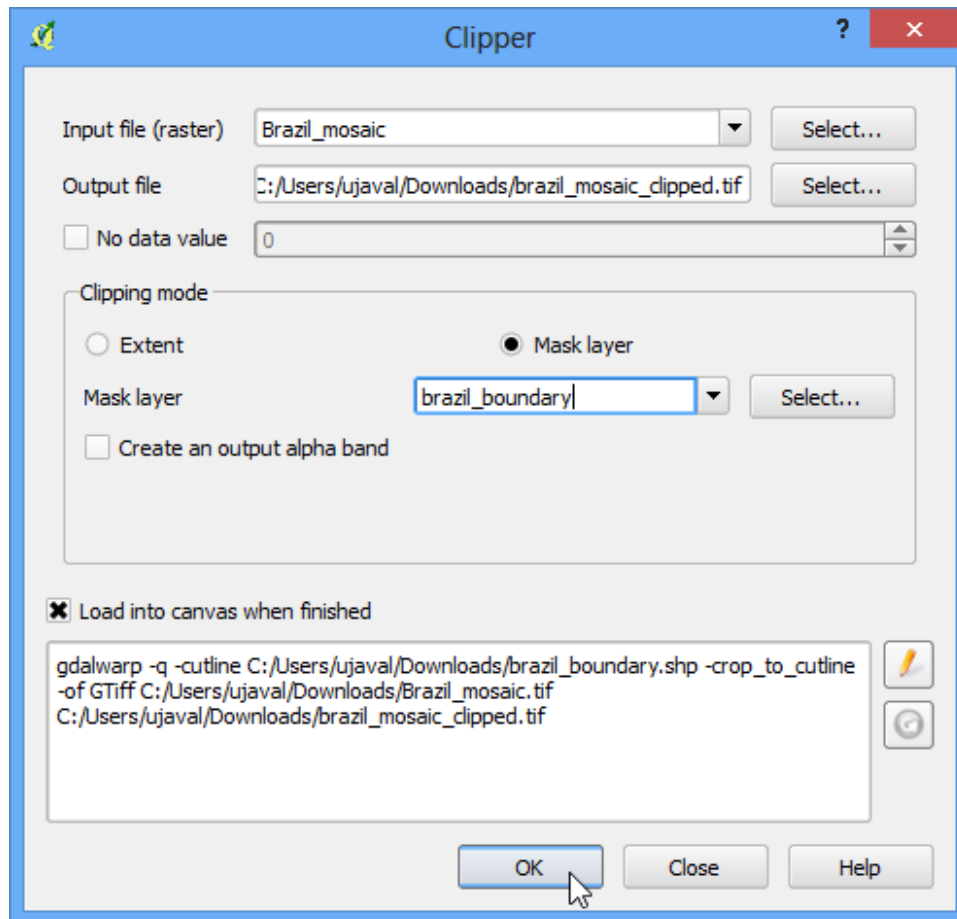 Clipper
?
Input file (raster) Brazil_mosaic Select...
Output file C:/Users/ujaval/Downloads/brazil_mosaic_clipped.tif Select...
No data value 0
Clipping mode
Extent Mask layer
Mask layer brazil_boundary Select...
Create an output alpha band
Load into canvas when finished
gdalwarp -q -cutline C:/Users/ujaval/Downloads/brazil_boundary.shp -crop_to_cutline
-of GTiff C:/Users/ujaval/Downloads/Brazil_mosaic.tif
C:/Users/ujaval/Downloads/brazil_mosaic_clipped.tif
OK Close Help